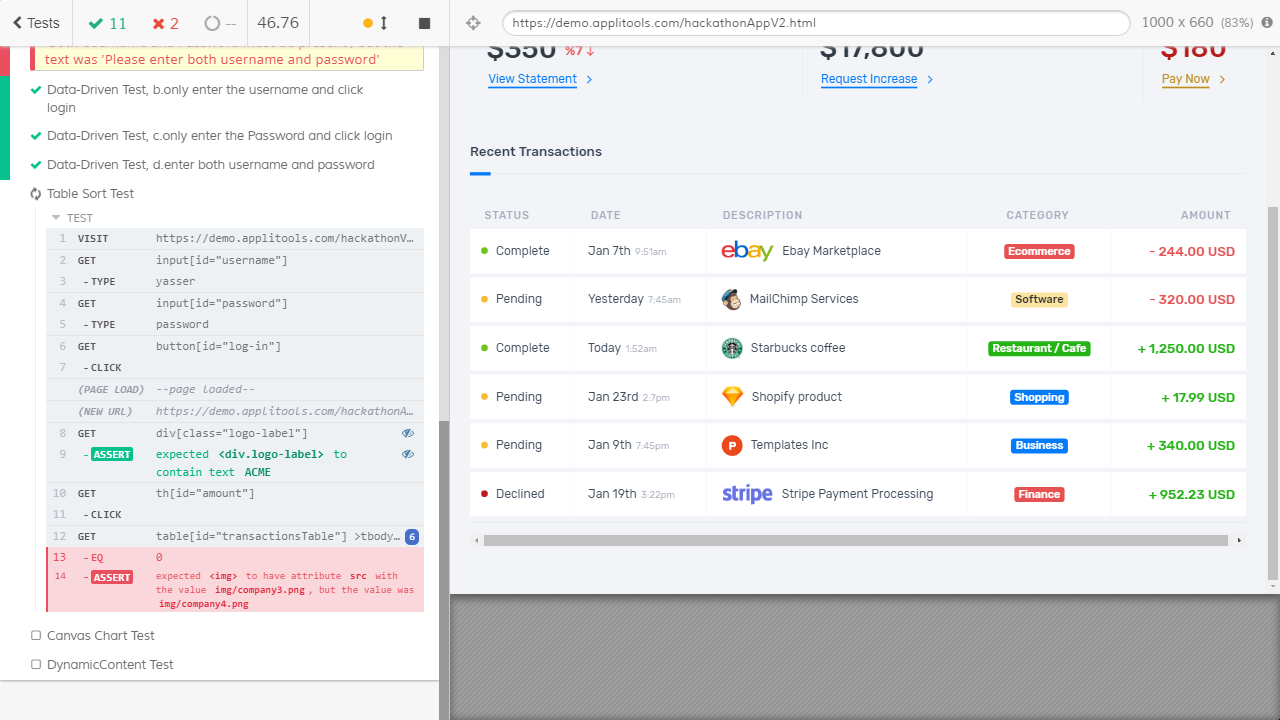 Tests
11
2
--
46.76
https://demo.applitools.com/hackathonAppV2.html
1000 x 660 (83%)
text was 'Please enter both username and password'
Data-Driven Test, b.only enter the username and click
login
Data-Driven Test, c.only enter the Password and click login
Data-Driven Test, d.enter both username and password
Table Sort Test
TEST
1 VISIT https://demo.applitools.com/hackathonV…
2 GET input[id="username"]
3 - TYPE yasser
4 GET input[id="password"]
5 - TYPE password
6 GET button[id="log-in"]
7 - CLICK
(PAGE LOAD) --page loaded--
(NEW URL) https://demo.applitools.com/hackathonA…
8 GET div[class="logo-label"]
9 - ASSERT expected <div.logo-label> to
contain text ACME
10 GET th[id="amount"]
11 - CLICK
12 GET table[id="transactionsTable"] >tbody… 6
13 - EQ 0
14 - ASSERT expected <img> to have attribute src with
the value img/company3.png , but the value was
img/company4.png
Canvas Chart Test
DynamicContent Test
$350 %7 ↓ $17,800 $180
View Statement Request Increase Pay Now
Recent Transactions
STATUS DATE DESCRIPTION CATEGORY AMOUNT
Complete Jan 7th 9:51am ebay Ebay Marketplace Ecommerce - 244.00 USD
Pending Yesterday 7:45am MailChimp Services Software - 320.00 USD
Complete Today 1:52am Starbucks coffee Restaurant / Cafe + 1,250.00 USD
Pending Jan 23rd 2:7pm Shopify product Shopping + 17.99 USD
Pending Jan 9th 7:45pm P Templates Inc Business + 340.00 USD
Declined Jan 19th 3:22pm stripe Stripe Payment Processing Finance + 952.23 USD